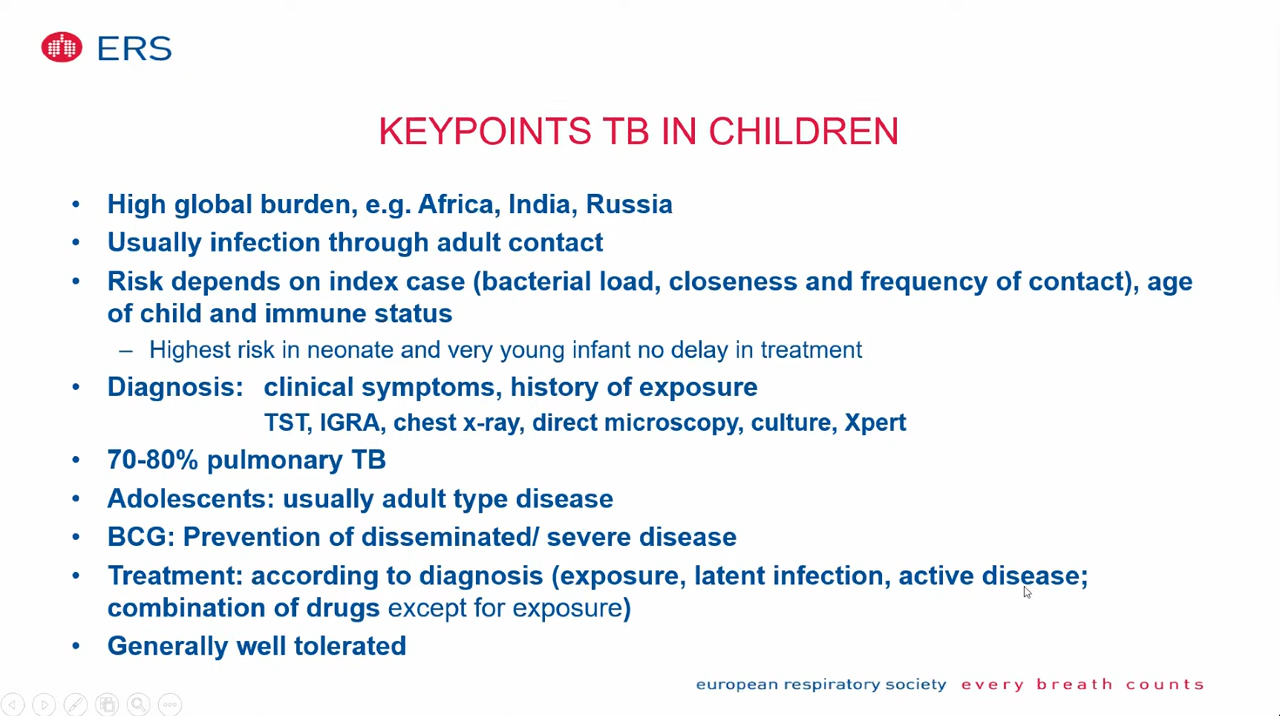 ERS
KEYPOINTS TB IN CHILDREN
• High global burden, e.g. Africa, India, Russia
• Usually infection through adult contact
• Risk depends on index case (bacterial load, closeness and frequency of contact), age
of child and immune status
– Highest risk in neonate and very young infant no delay in treatment
• Diagnosis: clinical symptoms, history of exposure
TST, IGRA, chest x-ray, direct microscopy, culture, Xpert
• 70-80% pulmonary TB
• Adolescents: usually adult type disease
• BCG: Prevention of disseminated/ severe disease
• Treatment: according to diagnosis (exposure, latent infection, active disease;
combination of drugs except for exposure)
• Generally well tolerated
european respiratory society every breath counts